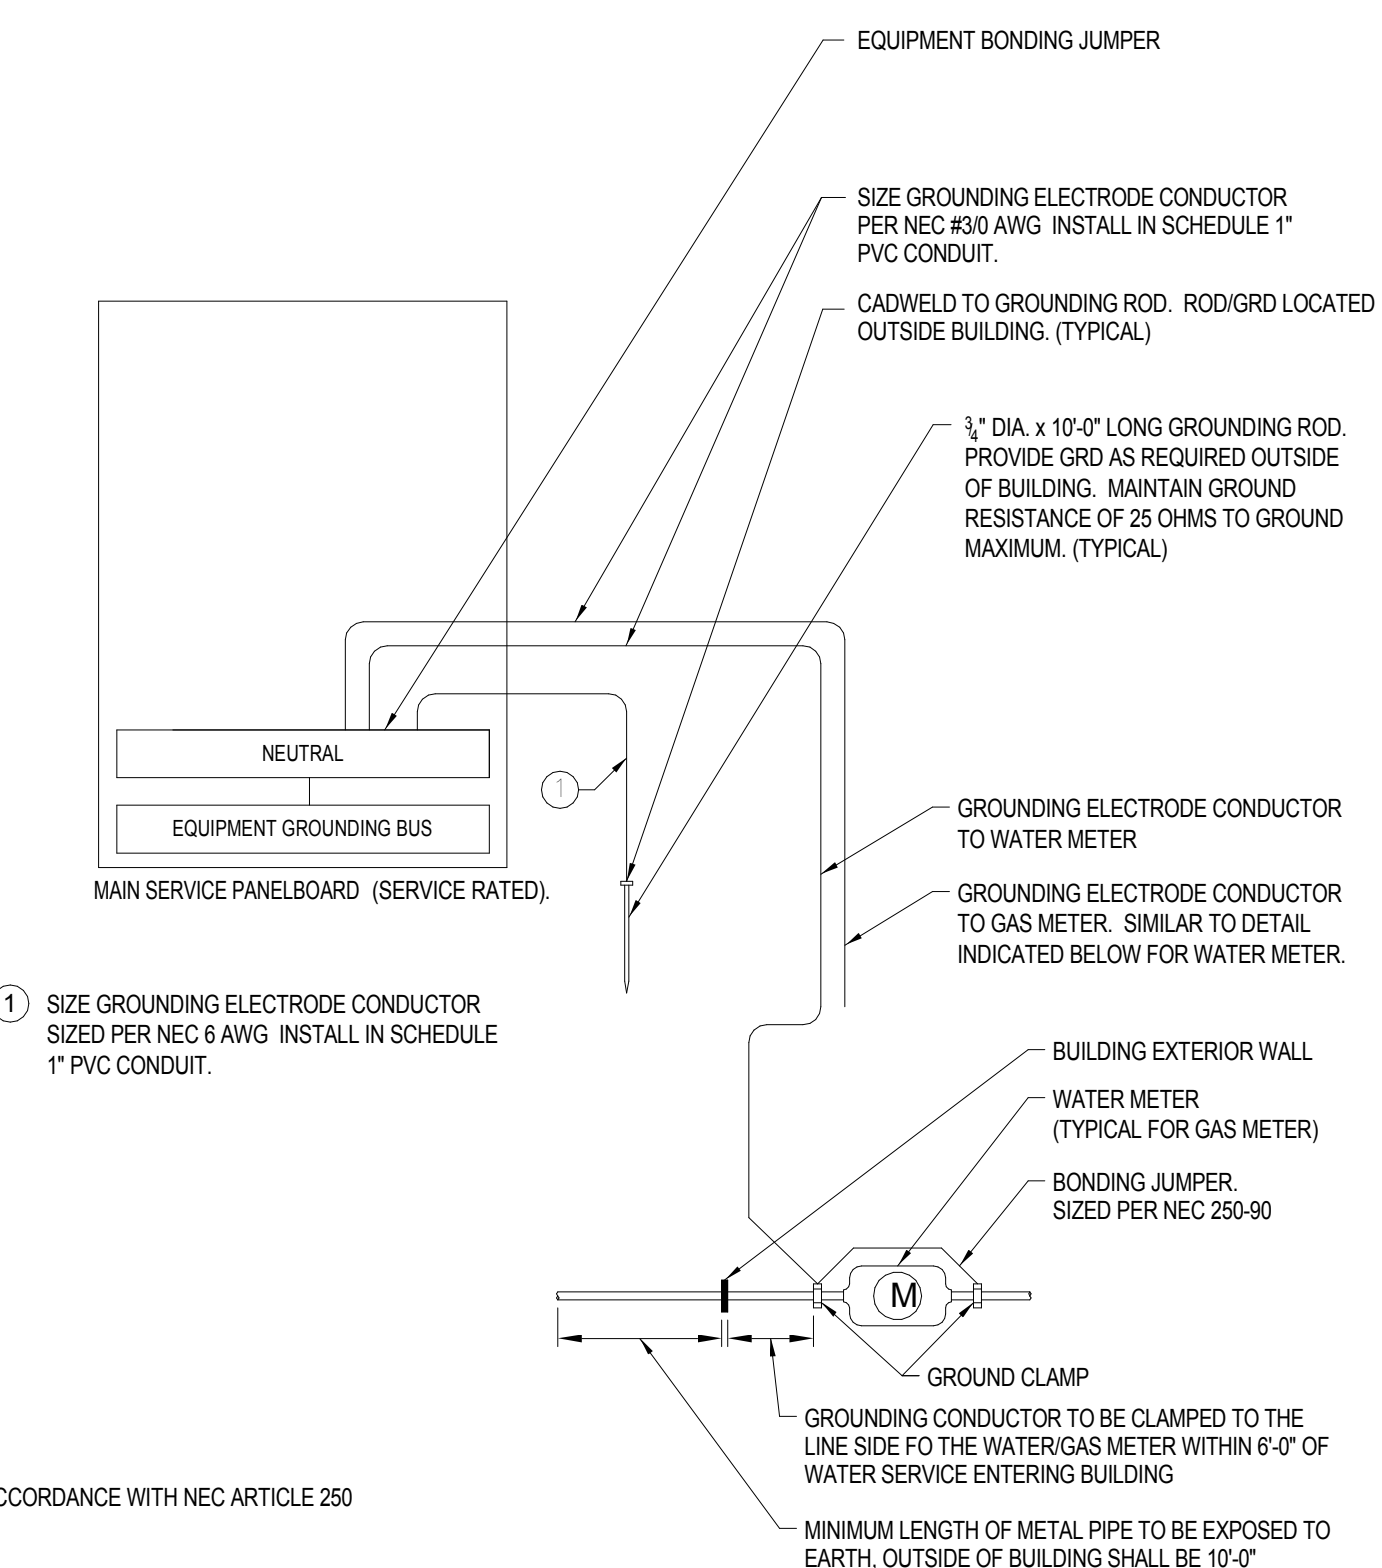 EQUIPMENT BONDING JUMPER
SIZE GROUNDING ELECTRODE CONDUCTOR
PER NEC #3/0 AWG INSTALL IN SCHEDULE 1"
PVC CONDUIT.
CADWELD TO GROUNDING ROD. ROD/GRD LOCATED
OUTSIDE BUILDING. (TYPICAL)
3/4" DIA. x 10'-0" LONG GROUNDING ROD.
PROVIDE GRD AS REQUIRED OUTSIDE
OF BUILDING. MAINTAIN GROUND
RESISTANCE OF 25 OHMS TO GROUND
MAXIMUM. (TYPICAL)
NEUTRAL
EQUIPMENT GROUNDING BUS
MAIN SERVICE PANELBOARD (SERVICE RATED).
1
GROUNDING ELECTRODE CONDUCTOR
TO WATER METER
GROUNDING ELECTRODE CONDUCTOR
TO GAS METER. SIMILAR TO DETAIL
INDICATED BELOW FOR WATER METER.
1 SIZE GROUNDING ELECTRODE CONDUCTOR
SIZED PER NEC 6 AWG INSTALL IN SCHEDULE
1" PVC CONDUIT.
BUILDING EXTERIOR WALL
WATER METER
(TYPICAL FOR GAS METER)
BONDING JUMPER.
SIZED PER NEC 250-90
M
GROUND CLAMP
GROUNDING CONDUCTOR TO BE CLAMPED TO THE
LINE SIDE FO THE WATER/GAS METER WITHIN 6'-0" OF
WATER SERVICE ENTERING BUILDING
WITH NEC ARTICLE 250
MINIMUM LENGTH OF METAL PIPE TO BE EXPOSED TO
EARTH, OUTSIDE OF BUILDING SHALL BE 10'-0"